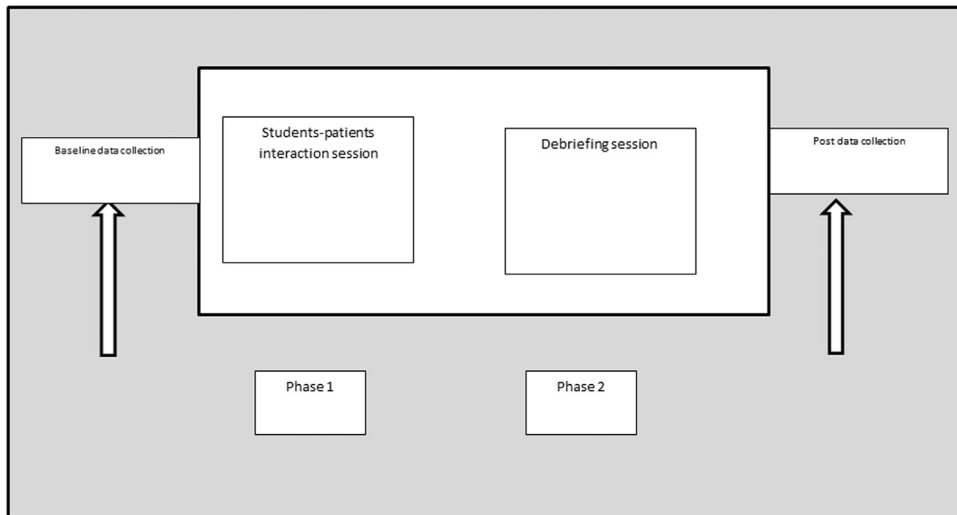 Baseline data collection
Students-patients
interaction session
Debriefing session
Post data collection
Phase 1
Phase 2